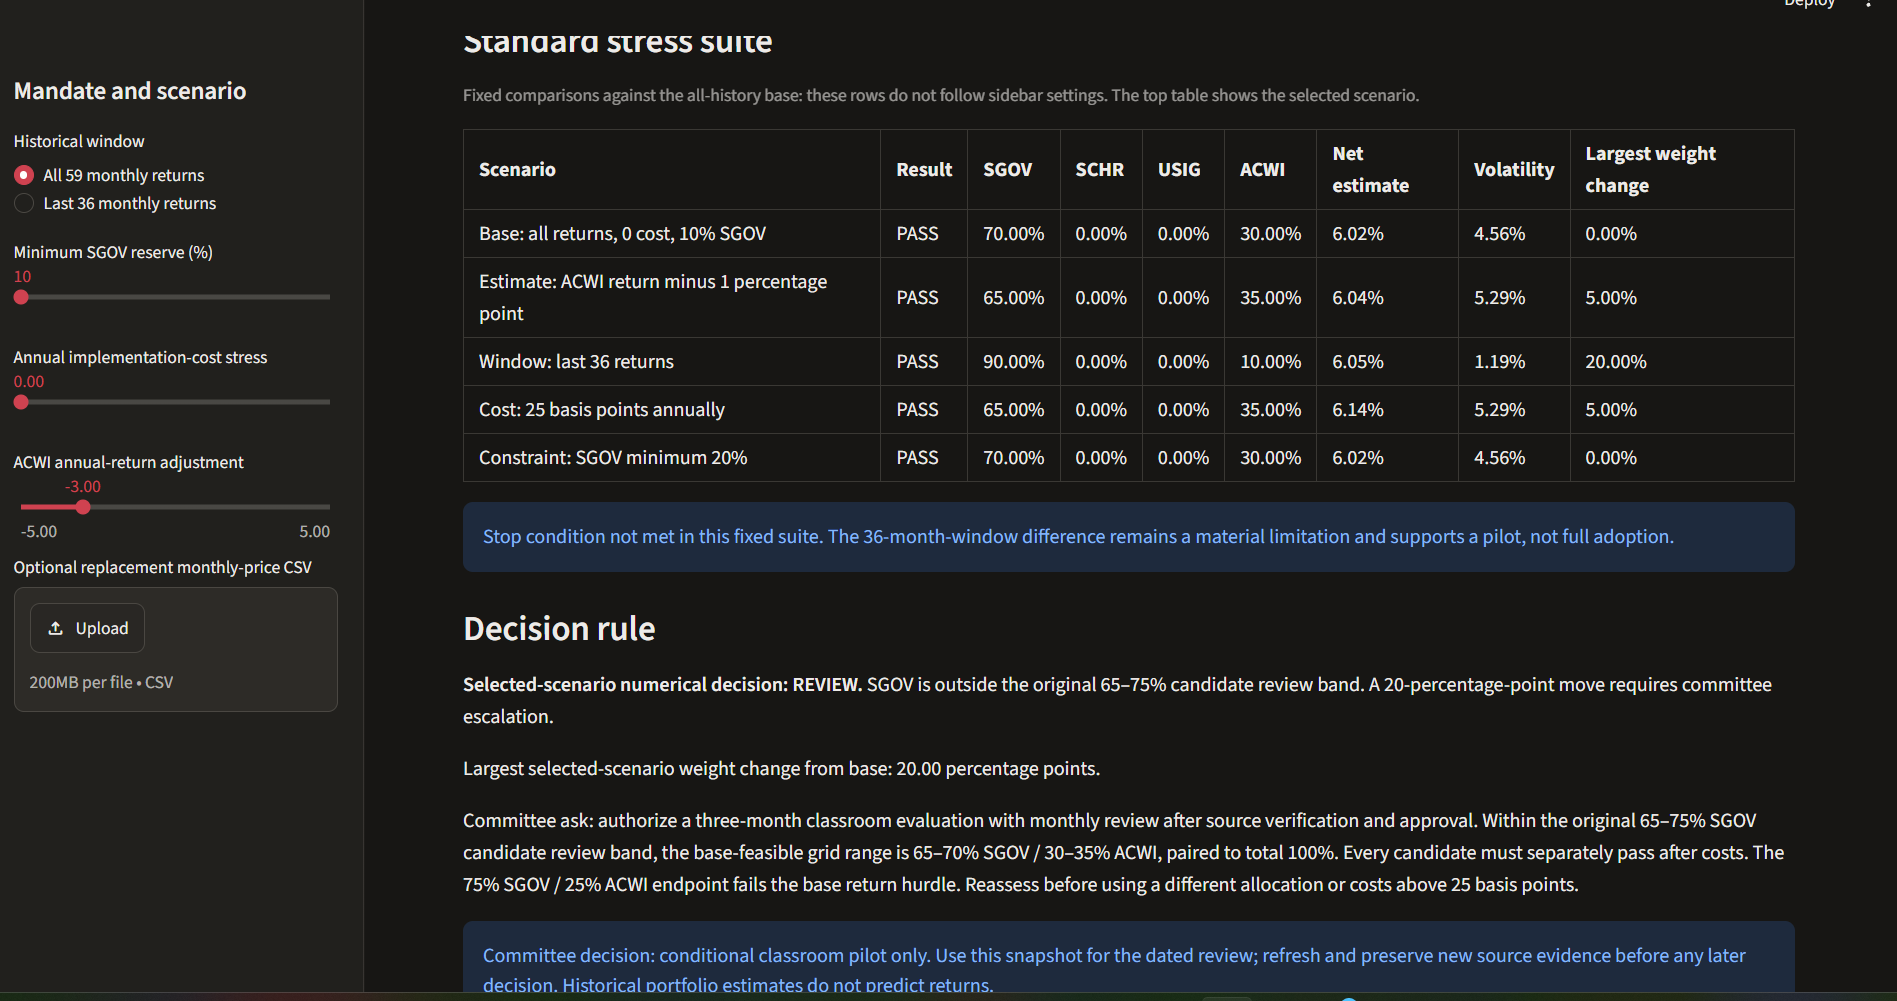 Deploy
Mandate and scenario
Historical window
All 59 monthly returns
Last 36 monthly returns
Minimum SGOV reserve (%)
10
Annual implementation-cost stress
0.00
ACWI annual-return adjustment
-3.00
-5.00 5.00
Optional replacement monthly-price CSV
Upload
200MB per file • CSV
Standard stress suite
Fixed comparisons against the all-history base: these rows do not follow sidebar settings. The top table shows the selected scenario.
Scenario Result SGOV SCHR USIG ACWI Net estimate Volatility Largest weight change
Base: all returns, 0 cost, 10% SGOV PASS 70.00% 0.00% 0.00% 30.00% 6.02% 4.56% 0.00%
Estimate: ACWI return minus 1 percentage point PASS 65.00% 0.00% 0.00% 35.00% 6.04% 5.29% 5.00%
Window: last 36 returns PASS 90.00% 0.00% 0.00% 10.00% 6.05% 1.19% 20.00%
Cost: 25 basis points annually PASS 65.00% 0.00% 0.00% 35.00% 6.14% 5.29% 5.00%
Constraint: SGOV minimum 20% PASS 70.00% 0.00% 0.00% 30.00% 6.02% 4.56% 0.00%
Stop condition not met in this fixed suite. The 36-month-window difference remains a material limitation and supports a pilot, not full adoption.
Decision rule
Selected-scenario numerical decision: REVIEW. SGOV is outside the original 65–75% candidate review band. A 20-percentage-point move requires committee
escalation.
Largest selected-scenario weight change from base: 20.00 percentage points.
Committee ask: authorize a three-month classroom evaluation with monthly review after source verification and approval. Within the original 65–75% SGOV
candidate review band, the base-feasible grid range is 65–70% SGOV / 30–35% ACWI, paired to total 100%. Every candidate must separately pass after costs. The
75% SGOV / 25% ACWI endpoint fails the base return hurdle. Reassess before using a different allocation or costs above 25 basis points.
Committee decision: conditional classroom pilot only. Use this snapshot for the dated review; refresh and preserve new source evidence before any later
decision. Historical portfolio estimates do not predict returns.